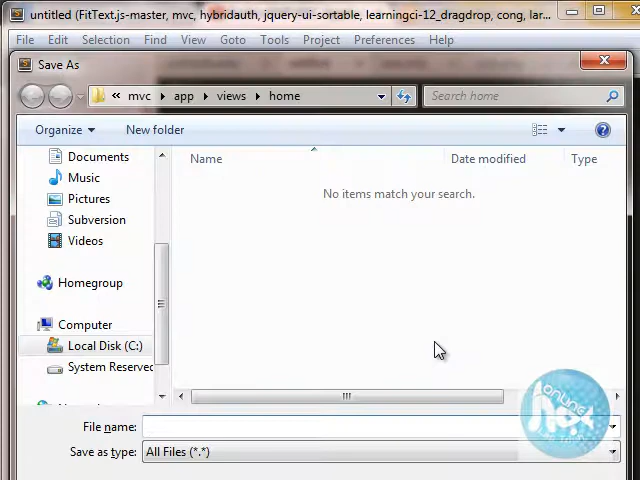 untitled (FitText.js-master, mvc, hybridauth, jquery-ui-sortable, learningci-12_dragdrop, cong, lar...
File Edit Selection Find View Goto Tools Project Preferences Help
Save As
« mvc app views home Search home
Organize New folder
Name Date modified Type
No items match your search.
Documents
Music
Pictures
Subversion
Videos
Homegroup
Computer
Local Disk (C:)
System Reserved
File name:
Save as type: All Files (*.*)
ONLINE
học